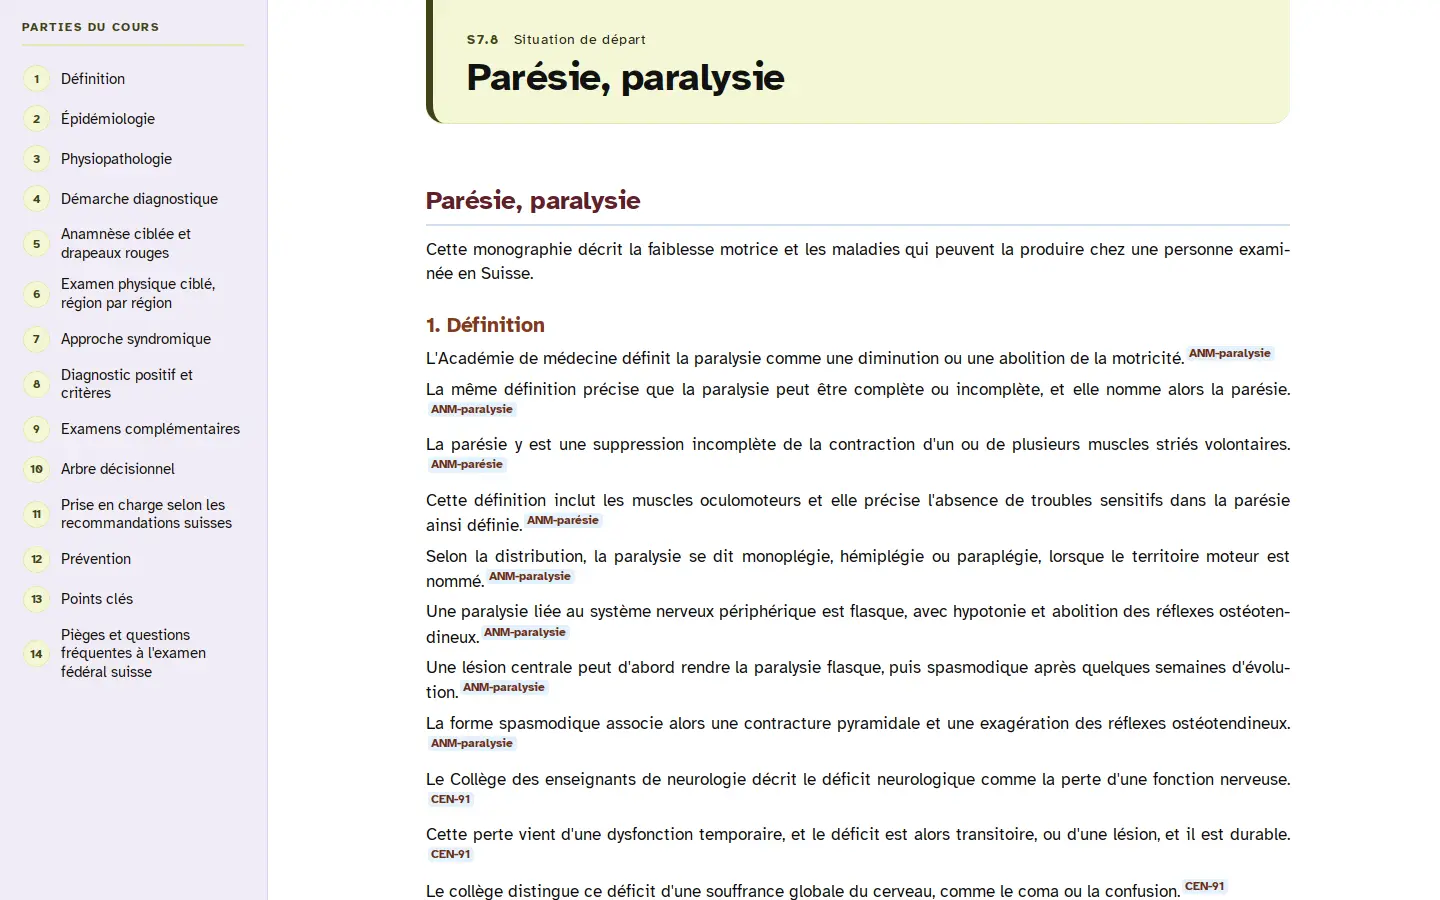 PARTIES DU COURS
1 Définition
2 Épidémiologie
3 Physiopathologie
4 Démarche diagnostique
5 Anamnèse ciblée et
drapeaux rouges
6 Examen physique ciblé,
région par région
7 Approche syndromique
8 Diagnostic positif et
critères
9 Examens complémentaires
10 Arbre décisionnel
11 Prise en charge selon les
recommandations suisses
12 Prévention
13 Points clés
14 Pièges et questions
fréquentes à l'examen
fédéral suisse
S7.8 Situation de départ
Parésie, paralysie
Parésie, paralysie
Cette monographie décrit la faiblesse motrice et les maladies qui peuvent la produire chez une personne exami-
née en Suisse.
1. Définition
L'Académie de médecine définit la paralysie comme une diminution ou une abolition de la motricité. ANM-paralysie
La même définition précise que la paralysie peut être complète ou incomplète, et elle nomme alors la parésie.
ANM-paralysie
La parésie y est une suppression incomplète de la contraction d'un ou de plusieurs muscles striés volontaires.
ANM-parésie
Cette définition inclut les muscles oculomoteurs et elle précise l'absence de troubles sensitifs dans la parésie
ainsi définie. ANM-parésie
Selon la distribution, la paralysie se dit monoplégie, hémiplégie ou paraplégie, lorsque le territoire moteur est
nommé. ANM-paralysie
Une paralysie liée au système nerveux périphérique est flasque, avec hypotonie et abolition des réflexes ostéoten-
dineux. ANM-paralysie
Une lésion centrale peut d'abord rendre la paralysie flasque, puis spasmodique après quelques semaines d'évolu-
tion. ANM-paralysie
La forme spasmodique associe alors une contracture pyramidale et une exagération des réflexes ostéotendineux.
ANM-paralysie
Le Collège des enseignants de neurologie décrit le déficit neurologique comme la perte d'une fonction nerveuse.
CEN-91
Cette perte vient d'une dysfonction temporaire, et le déficit est alors transitoire, ou d'une lésion, et il est durable.
CEN-91
Le collège distingue ce déficit d'une souffrance globale du cerveau, comme le coma ou la confusion. CEN-91